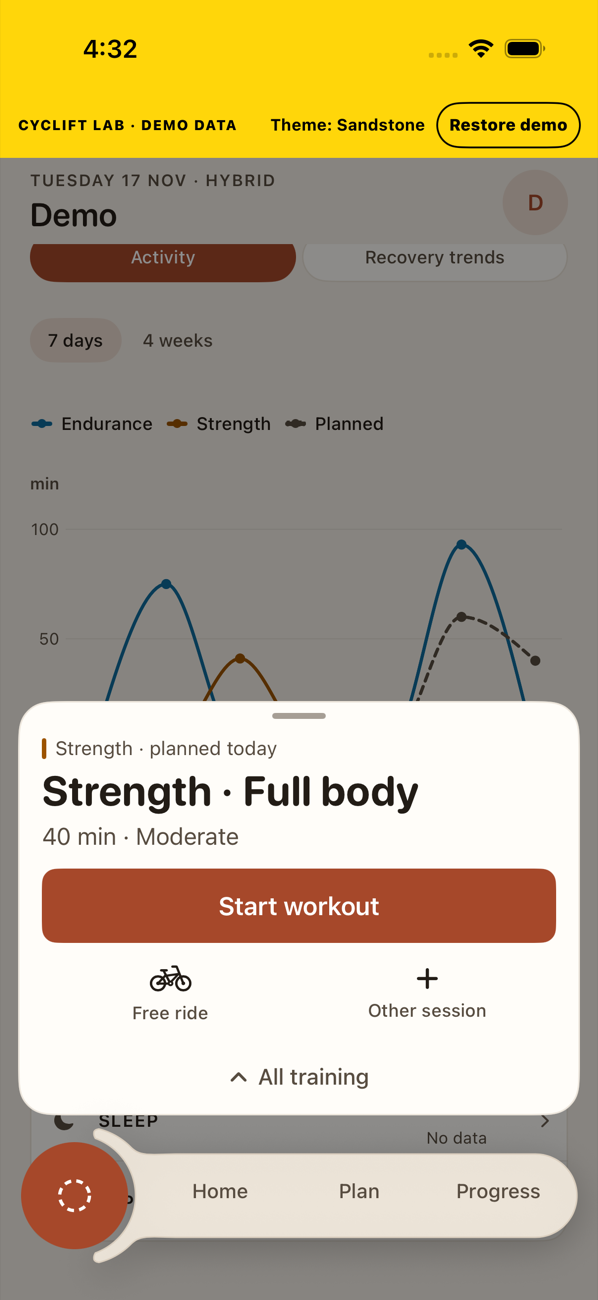 4:32
CYCLIFT LAB · DEMO DATA
Theme: Sandstone
Restore demo
TUESDAY 17 NOV · HYBRID
Demo
D
Activity
Recovery trends
7 days
4 weeks
Endurance
Strength
Planned
min
100
50
Strength · planned today
Strength · Full body
40 min · Moderate
Start workout
Free ride
Other session
All training
SLEEP
No data
Home
Plan
Progress